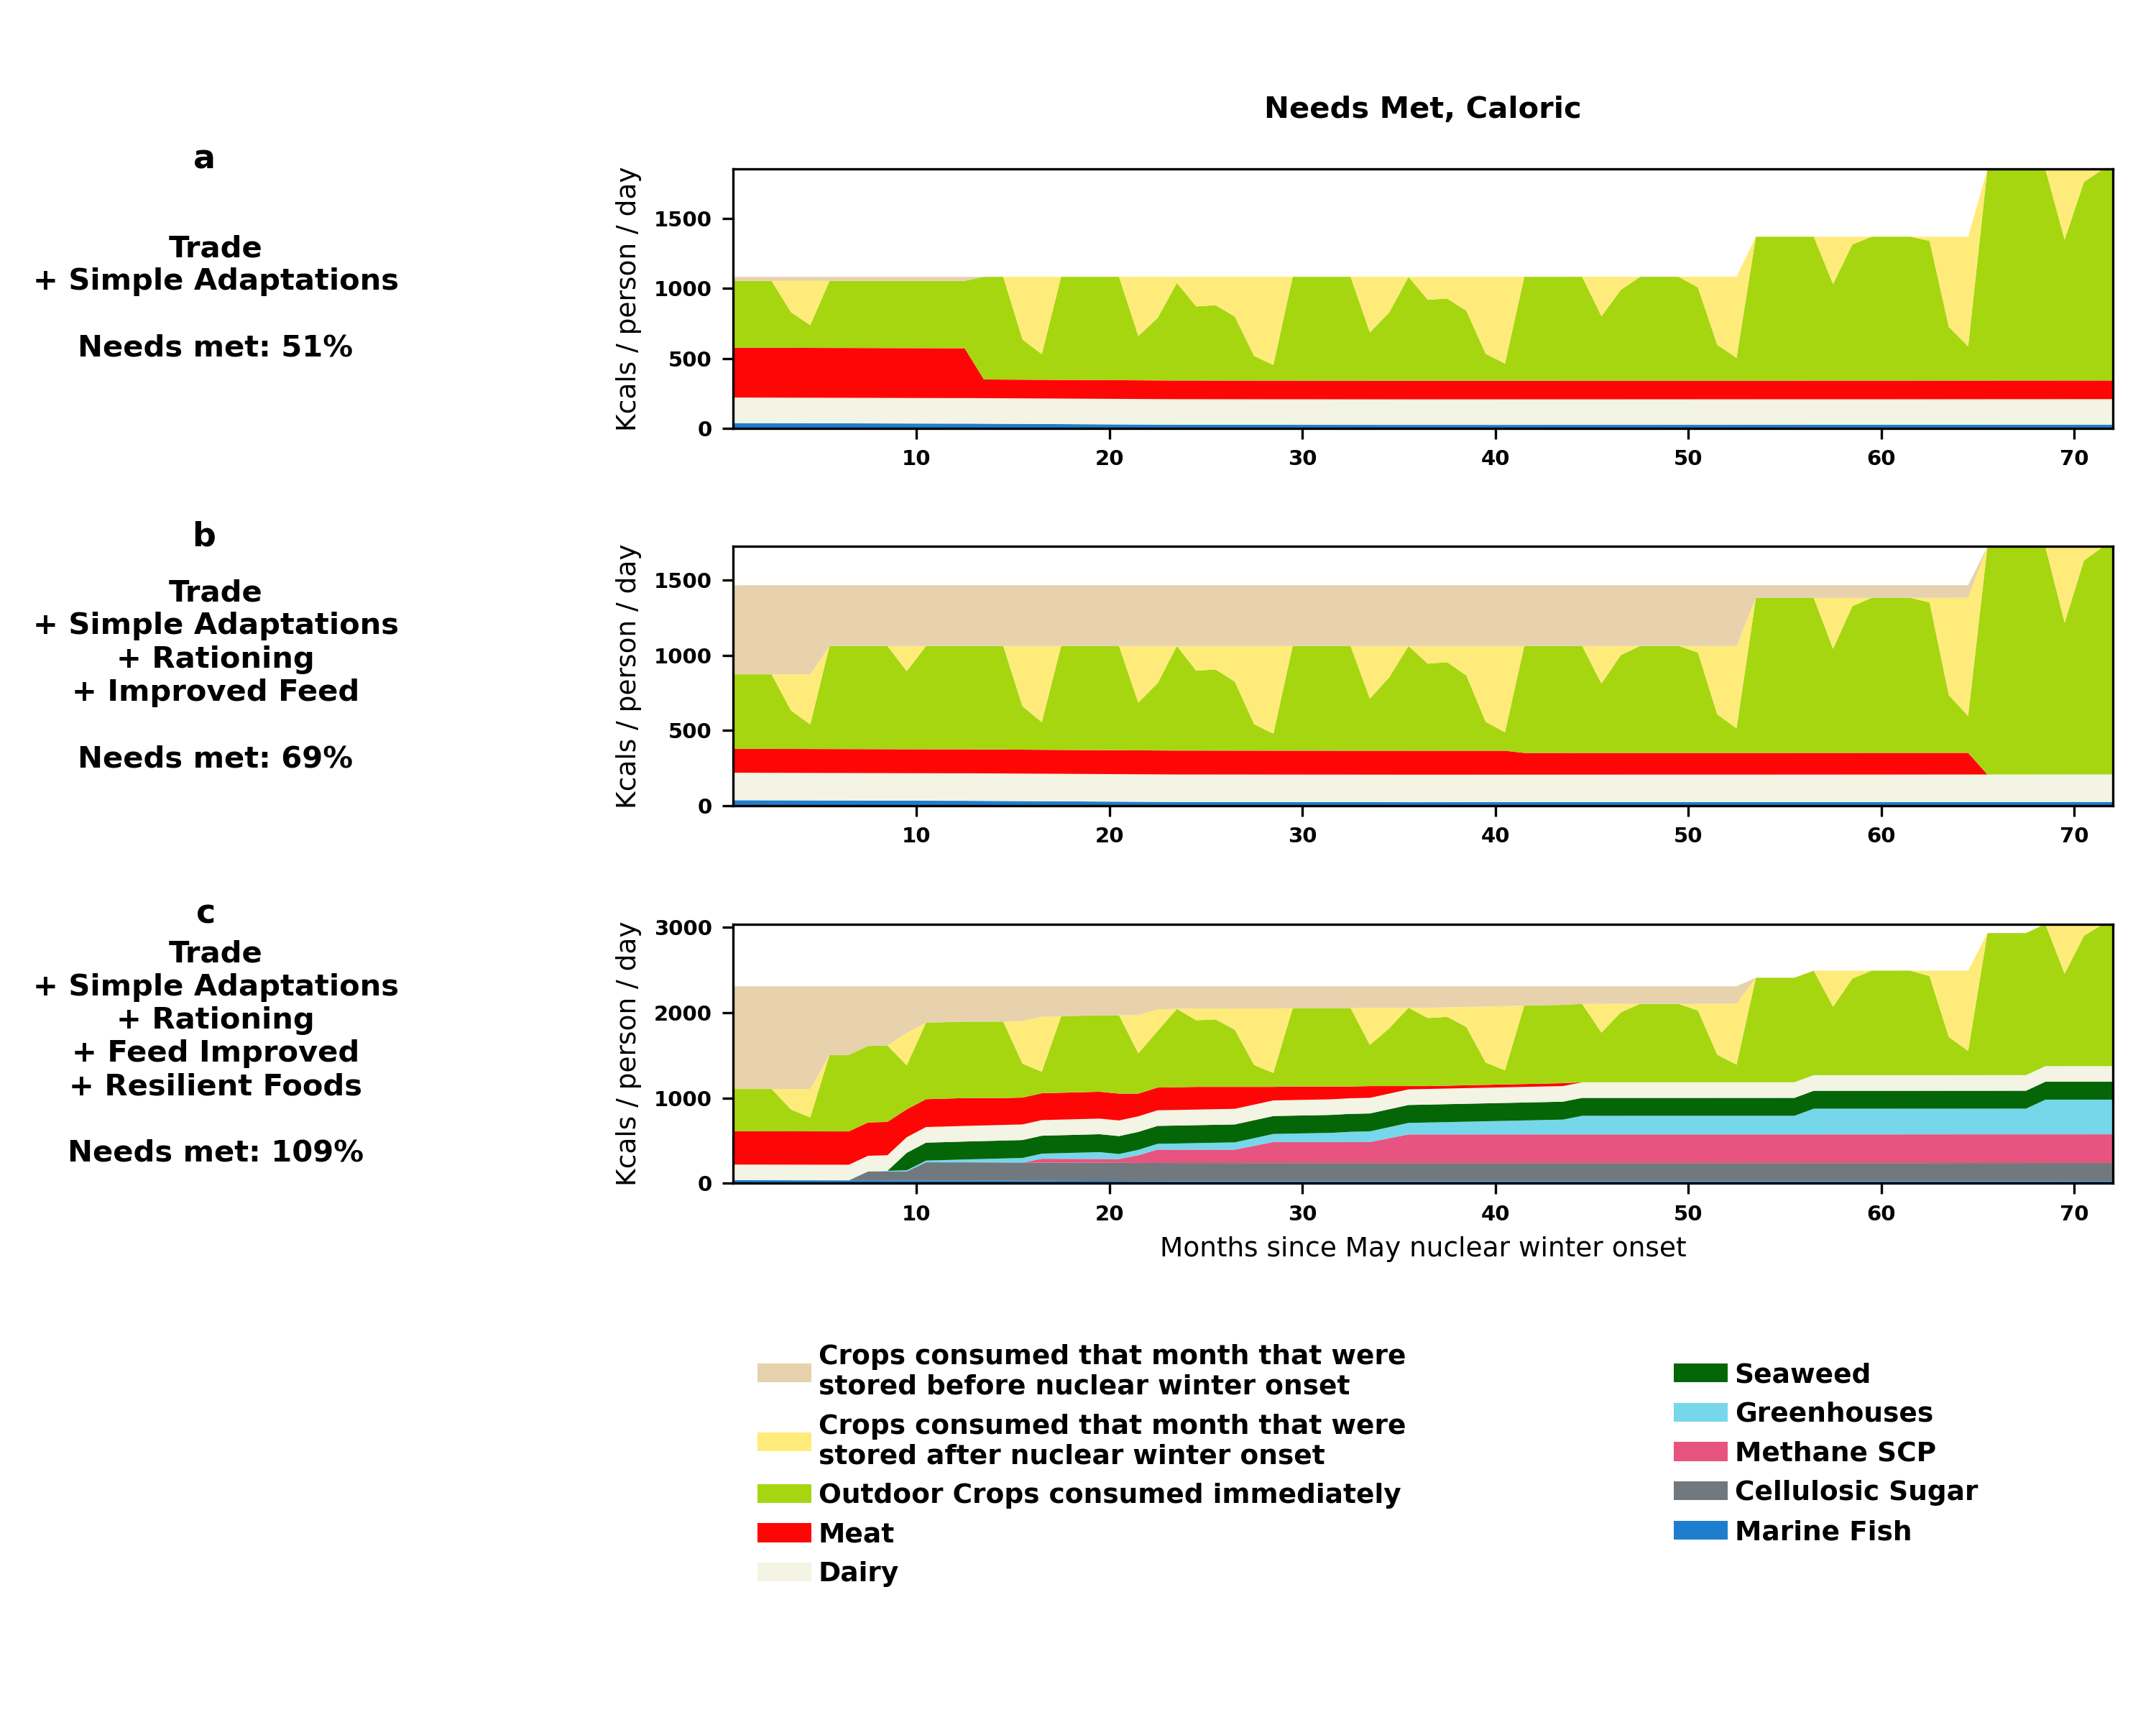 Needs Met, Caloric
a
Trade
+ Simple Adaptations
Needs met: 51%
Kcals / person / day
1500
1000
500
0
10 20 30 40 50 60 70
b
Trade
+ Simple Adaptations
+ Rationing
+ Improved Feed
Needs met: 69%
Kcals / person / day
1500
1000
500
0
10 20 30 40 50 60 70
c
Trade
+ Simple Adaptations
+ Rationing
+ Feed Improved
+ Resilient Foods
Needs met: 109%
Kcals / person / day
3000
2000
1000
0
10 20 30 40 50 60 70
Months since May nuclear winter onset
Crops consumed that month that were
stored before nuclear winter onset
Crops consumed that month that were
stored after nuclear winter onset
Outdoor Crops consumed immediately
Meat
Dairy
Seaweed
Greenhouses
Methane SCP
Cellulosic Sugar
Marine Fish